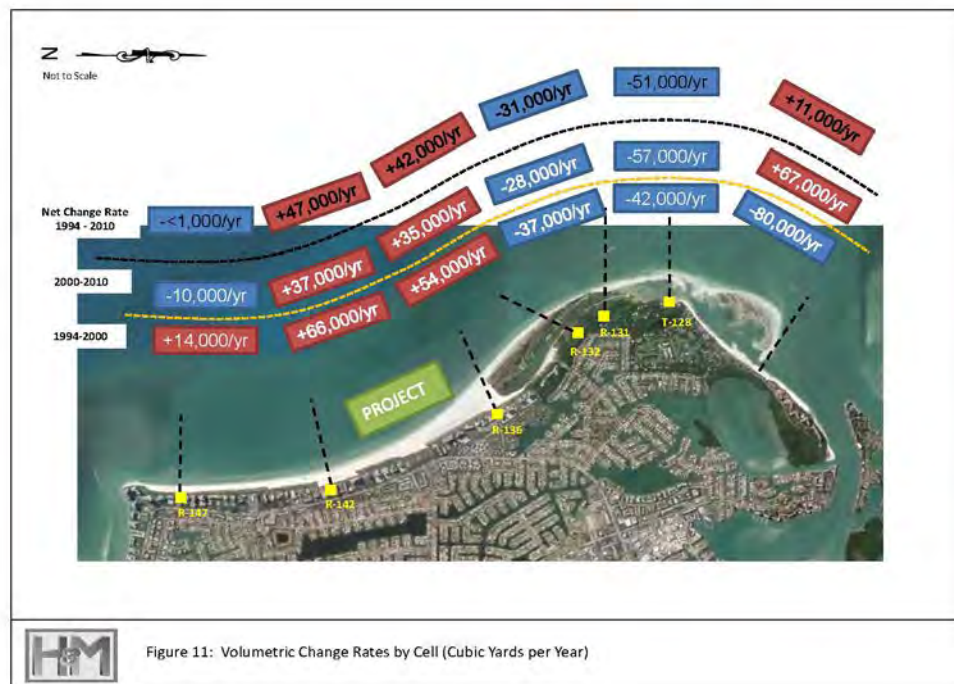 N
Not to Scale
-51,000/yr
-31,000/yr
+11,000/yr
+42,000/yr
+47,000/yr
Net Change Rate
1994 - 2010
-<1,000/yr
-57,000/yr
-28,000/yr
+67,000/yr
+35,000/yr
+37,000/yr
2000-2010
-10,000/yr
-42,000/yr
-37,000/yr
-80,000/yr
+54,000/yr
+66,000/yr
1994-2000
+14,000/yr
T-128
R-131
R-132
PROJECT
R-136
R-142
R-147
H&M
Figure 11: Volumetric Change Rates by Cell (Cubic Yards per Year)